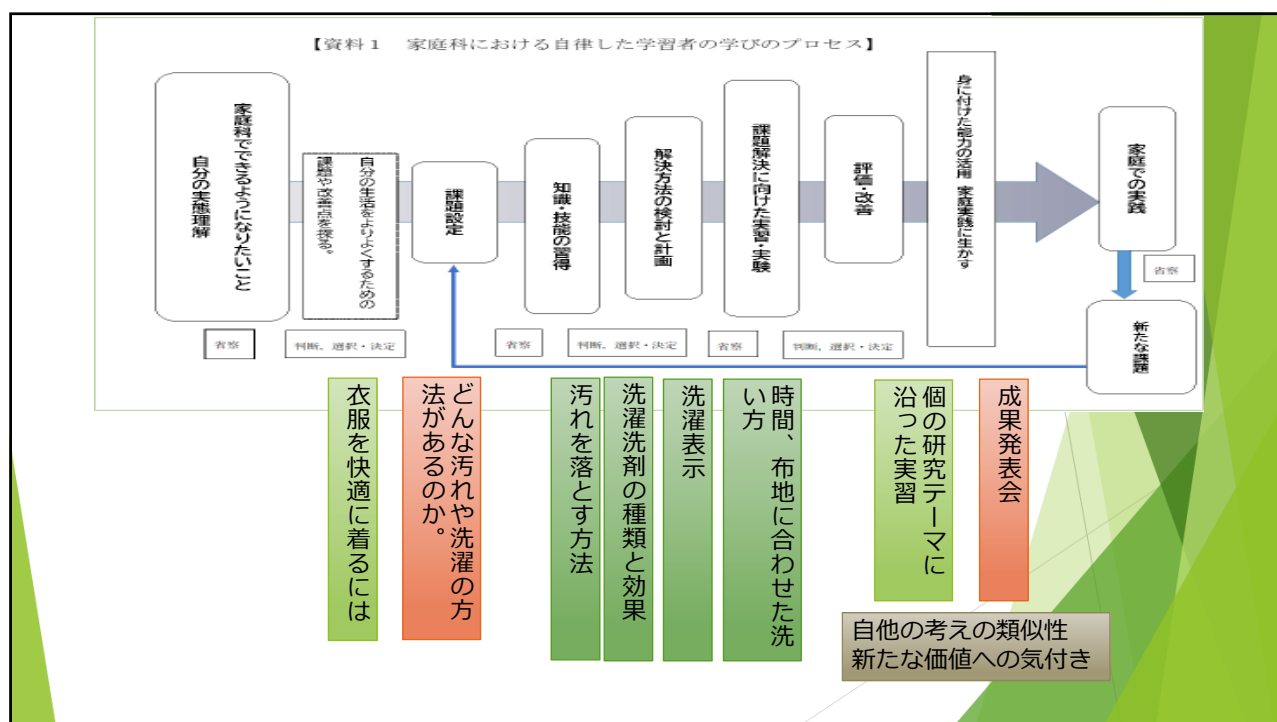 【資料１　家庭科における自律した学習者の学びのプロセス】
家庭科でできるようになりたいこと
自分の実態理解
自分の生活をよりよくするための
課題や改善点を探る。
課題設定
知識・技能の習得
解決方法の検討と計画
課題解決に向けた実習・実験
評価・改善
身に付けた能力の活用　家庭実践に生かす
家庭での実践
省察
新たな課題
省察
判断，選択・決定
省察
判断，選択・決定
省察
判断，選択・決定
衣服を快適に着るには
どんな汚れや洗濯の方
法があるのか。
汚れを落とす方法
洗濯洗剤の種類と効果
洗濯表示
時間、布地に合わせた洗
い方
個の研究テーマに
沿った実習
成果発表会
自他の考えの類似性
新たな価値への気付き